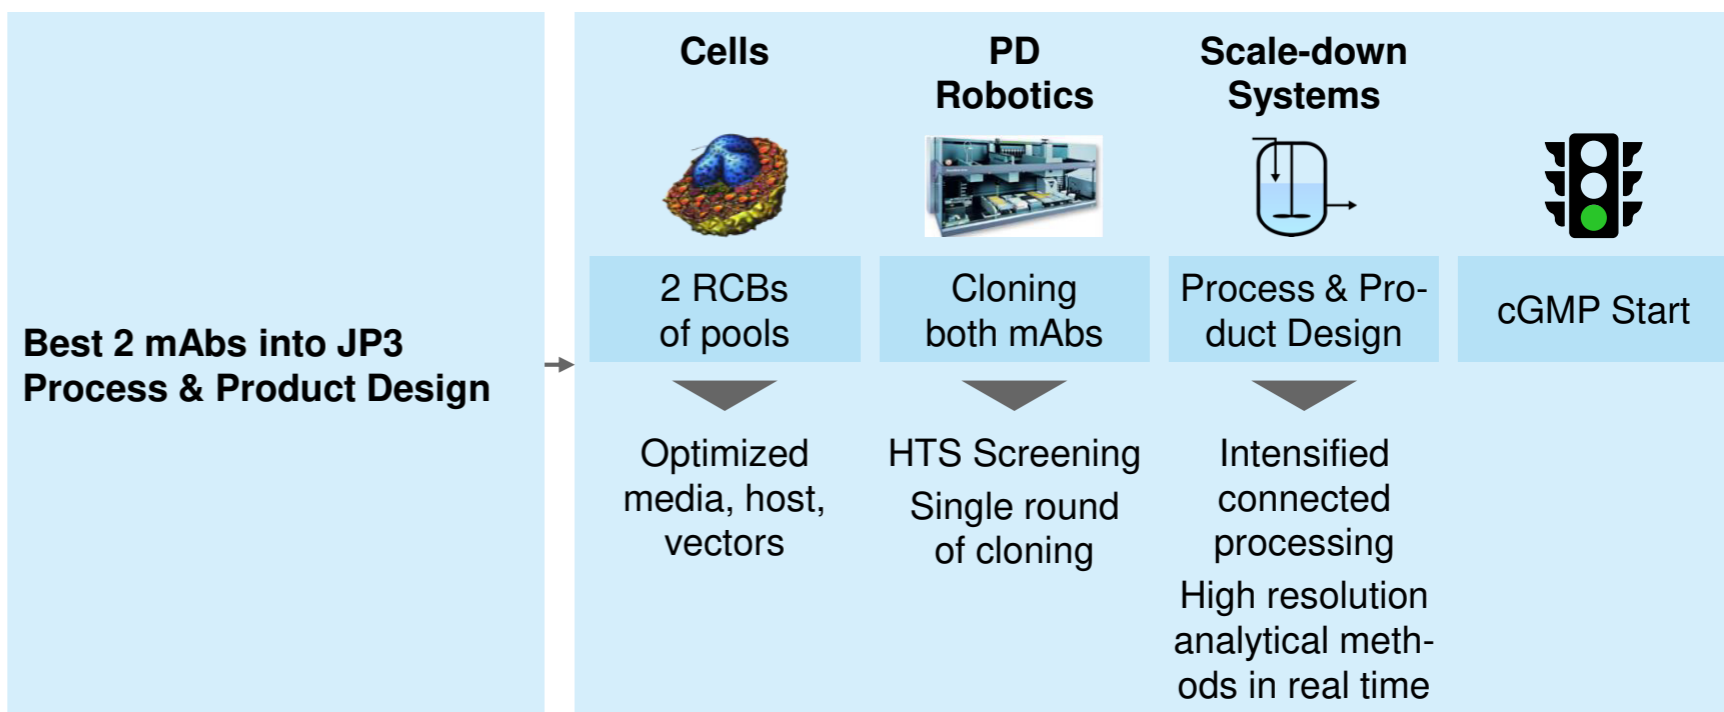 Best 2 mAbs into JP3
Process & Product Design
Cells
2 RCBs
of pools
Optimized
media, host,
vectors
PD
Robotics
Cloning
both mAbs
HTS Screening
Single round
of cloning
Scale-down
Systems
Process & Pro-
duct Design
Intensified
connected
processing
High resolution
analytical meth-
ods in real time
cGMP Start